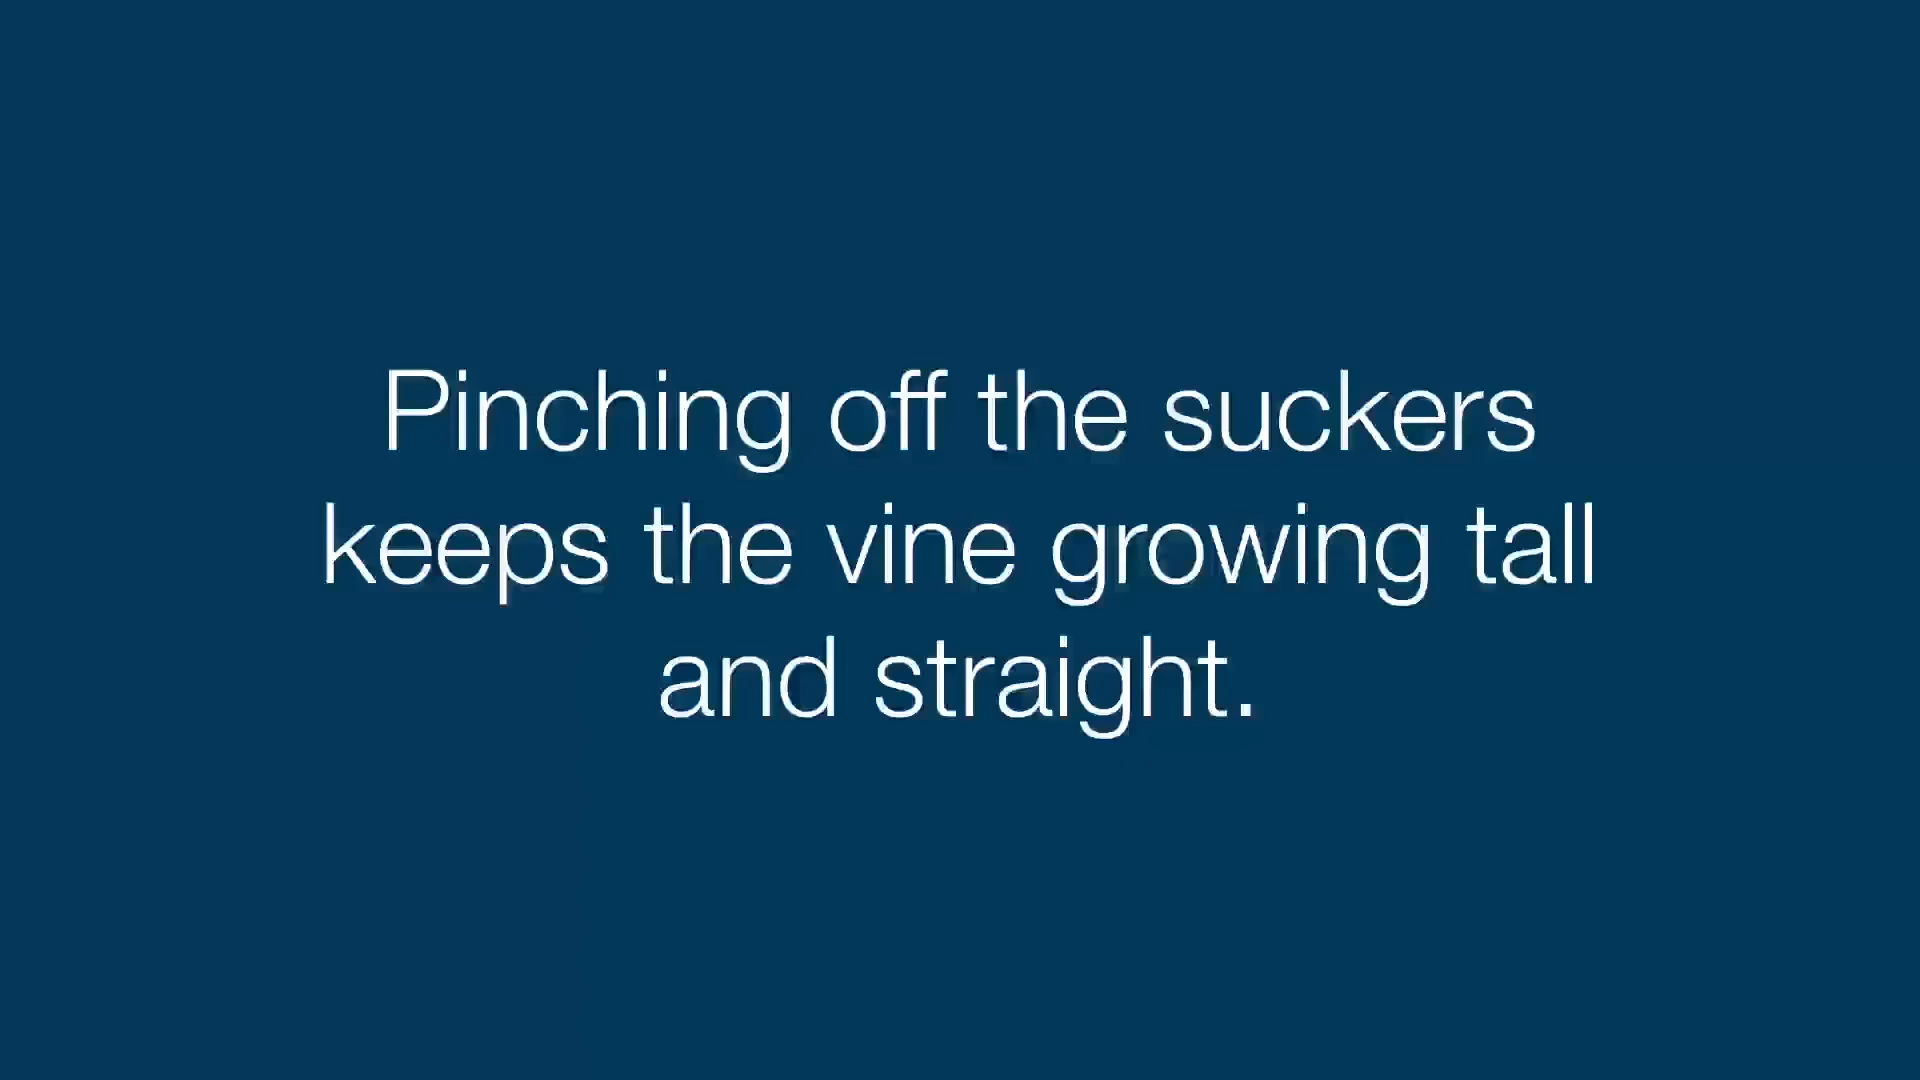 Pinching off the suckers
keeps the vine growing tall
and straight.